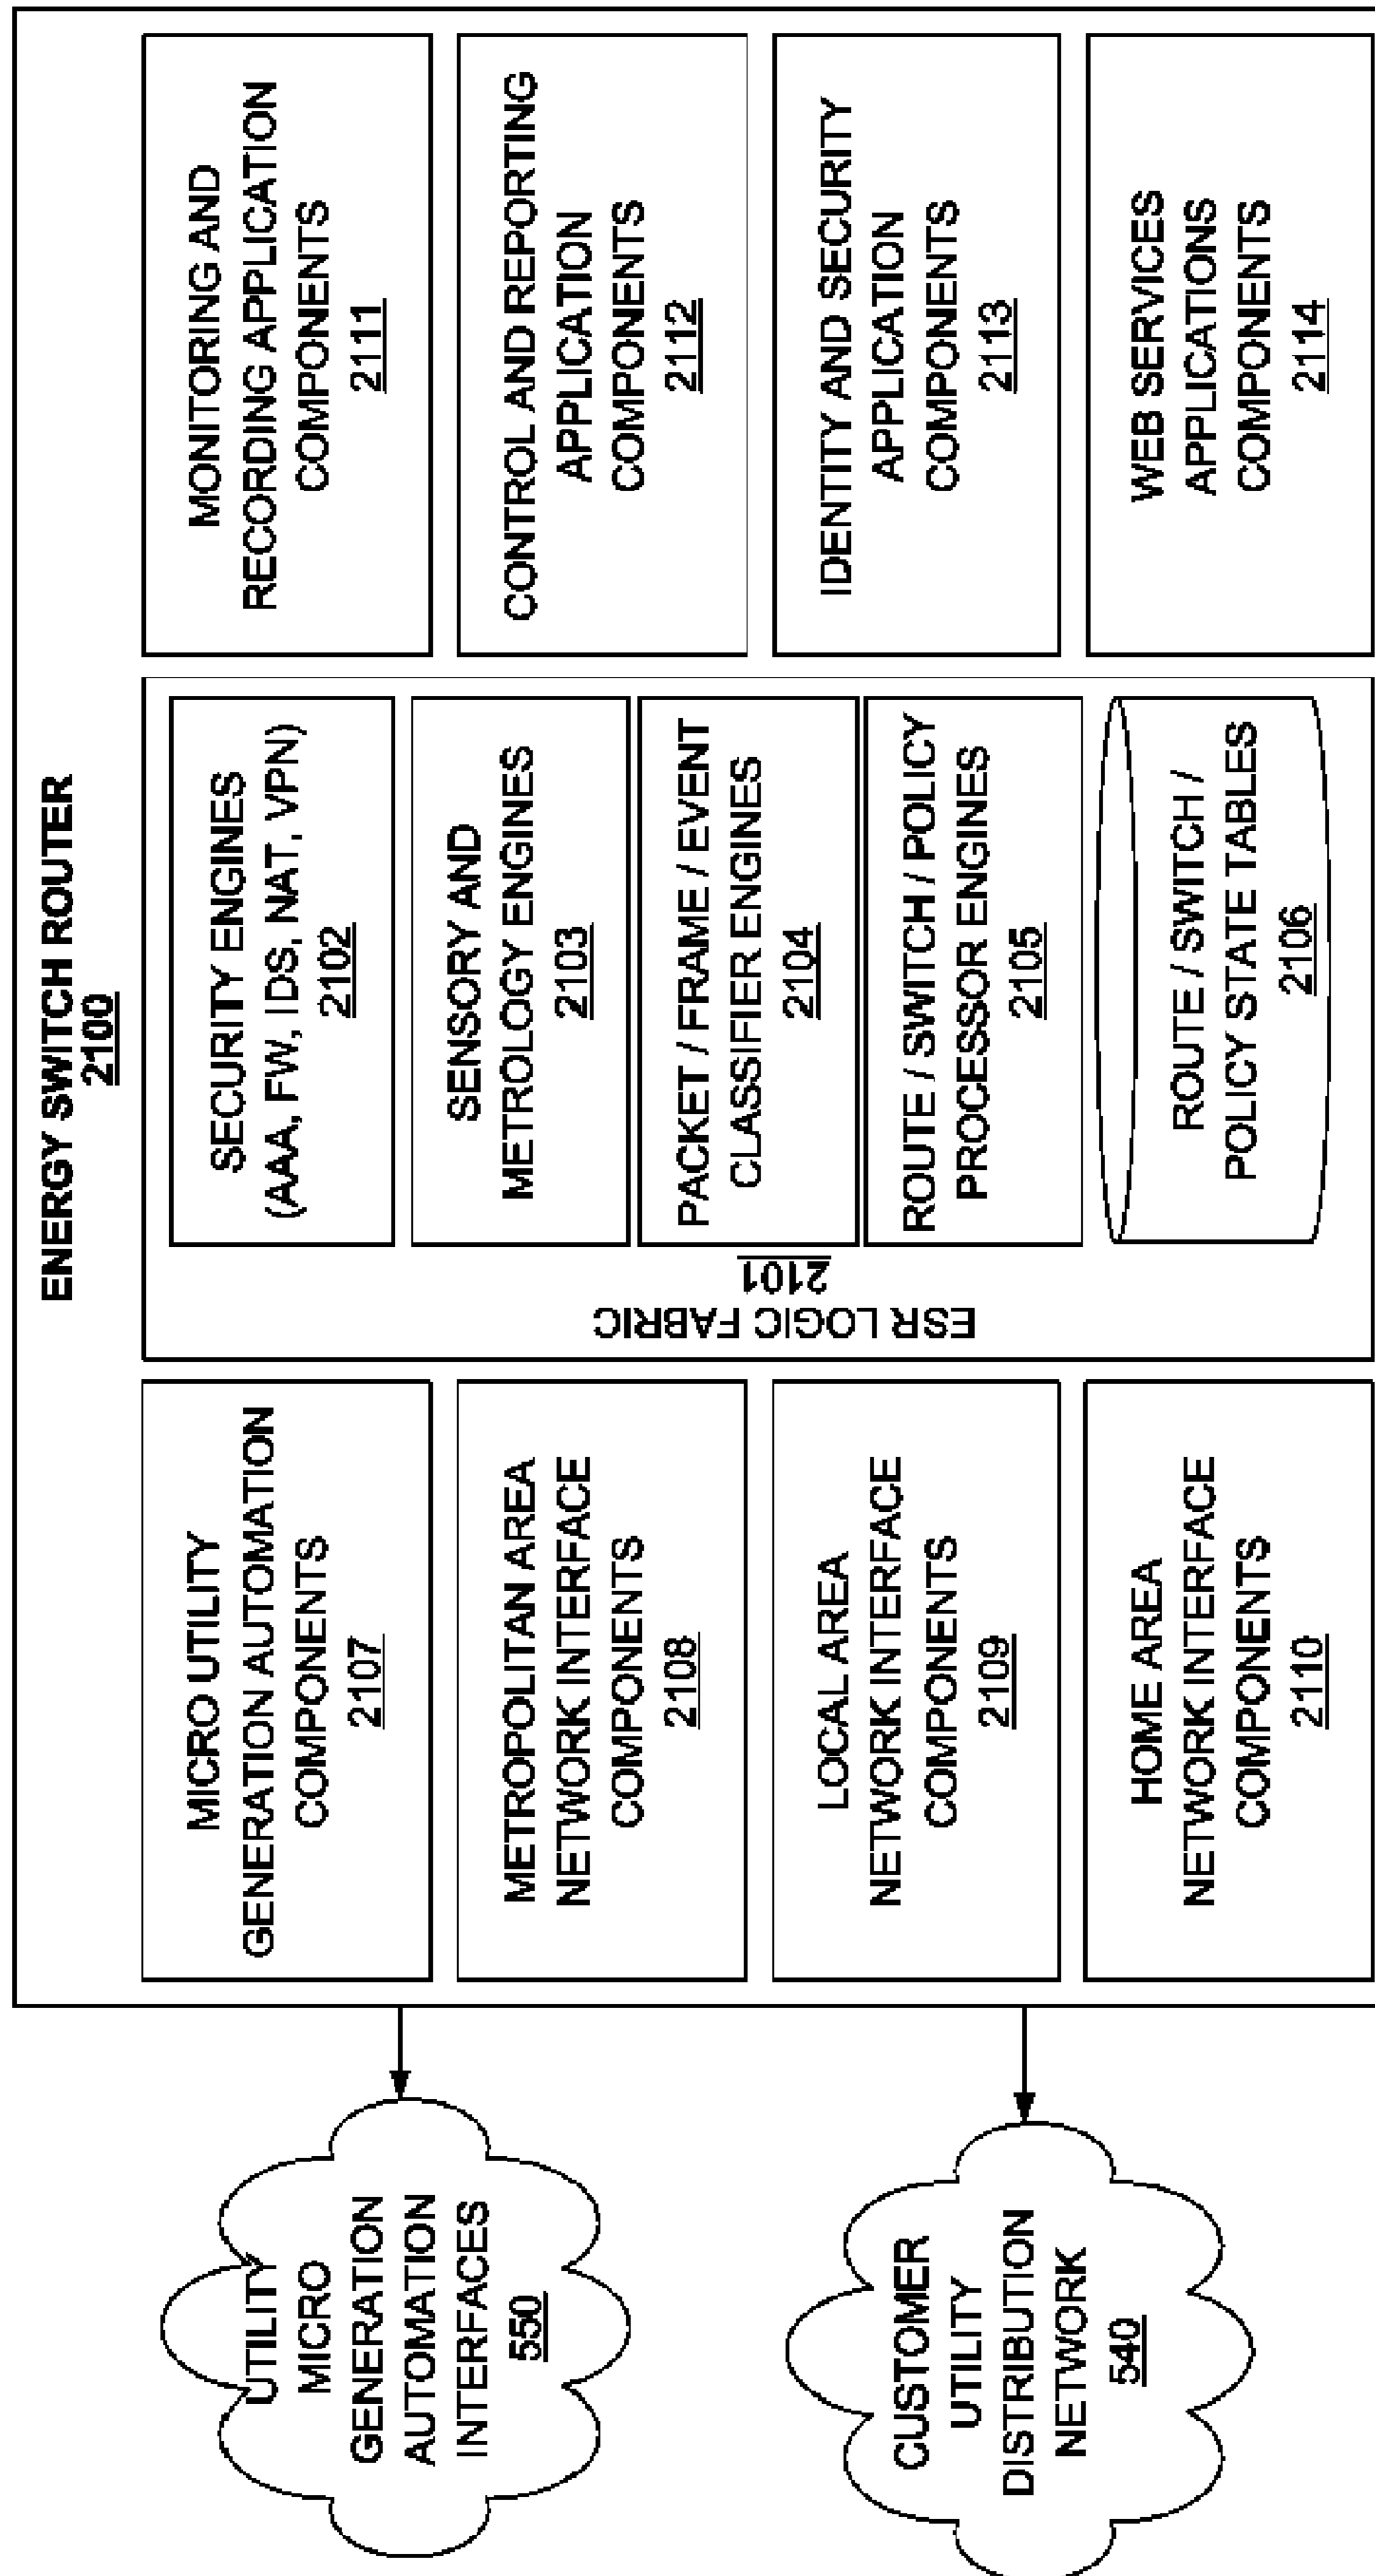 ENERGY SWITCH ROUTER
2100
UTILITY
MICRO
GENERATION
AUTOMATION
INTERFACES
550
CUSTOMER
UTILITY
DISTRIBUTION
NETWORK
540
MICRO UTILITY
GENERATION AUTOMATION
COMPONENTS
2107
METROPOLITAN AREA
NETWORK INTERFACE
COMPONENTS
2108
LOCAL AREA
NETWORK INTERFACE
COMPONENTS
2109
HOME AREA
NETWORK INTERFACE
COMPONENTS
2110
ESR LOGIC FABRIC
2101
SECURITY ENGINES
(AAA, FW, IDS, NAT, VPN)
2102
SENSORY AND
METROLOGY ENGINES
2103
PACKET / FRAME / EVENT
CLASSIFIER ENGINES
2104
ROUTE / SWITCH / POLICY
PROCESSOR ENGINES
2105
ROUTE / SWITCH /
POLICY STATE TABLES
2106
MONITORING AND
RECORDING APPLICATION
COMPONENTS
2111
CONTROL AND REPORTING
APPLICATION
COMPONENTS
2112
IDENTITY AND SECURITY
APPLICATION
COMPONENTS
2113
WEB SERVICES
APPLICATIONS
COMPONENTS
2114